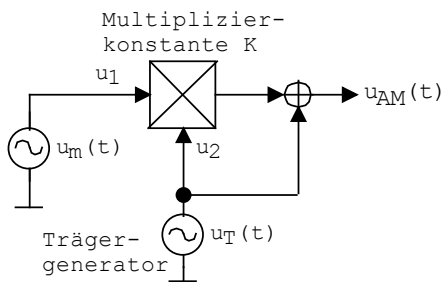 Multiplizier-
konstante K
u1
uAM(t)
um(t)
u2
Träger-
generator
uT(t)